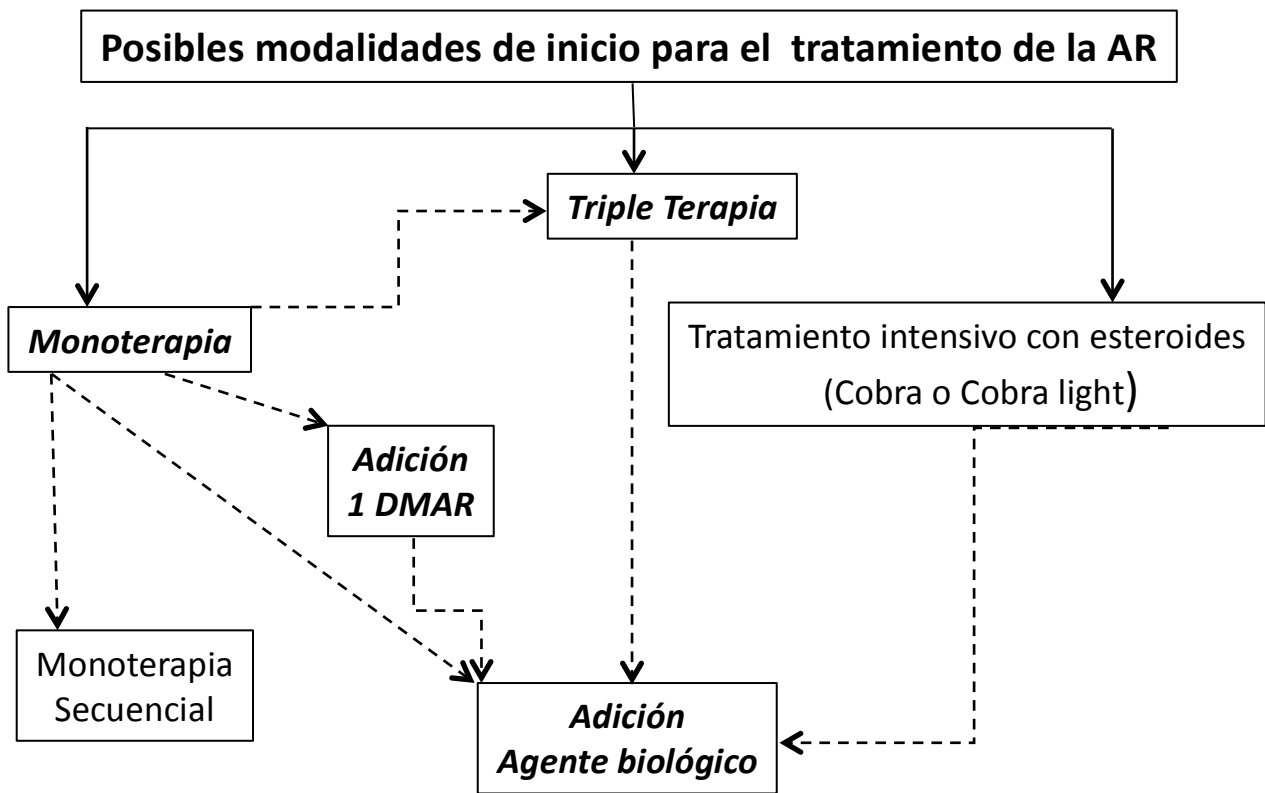 Posibles modalidades de inicio para el tratamiento de la AR
Triple Terapia
Monoterapia
Tratamiento intensivo con esteroides
(Cobra o Cobra light)
Adición
1 DMAR
Monoterapia
Secuencial
Adición
Agente biológico